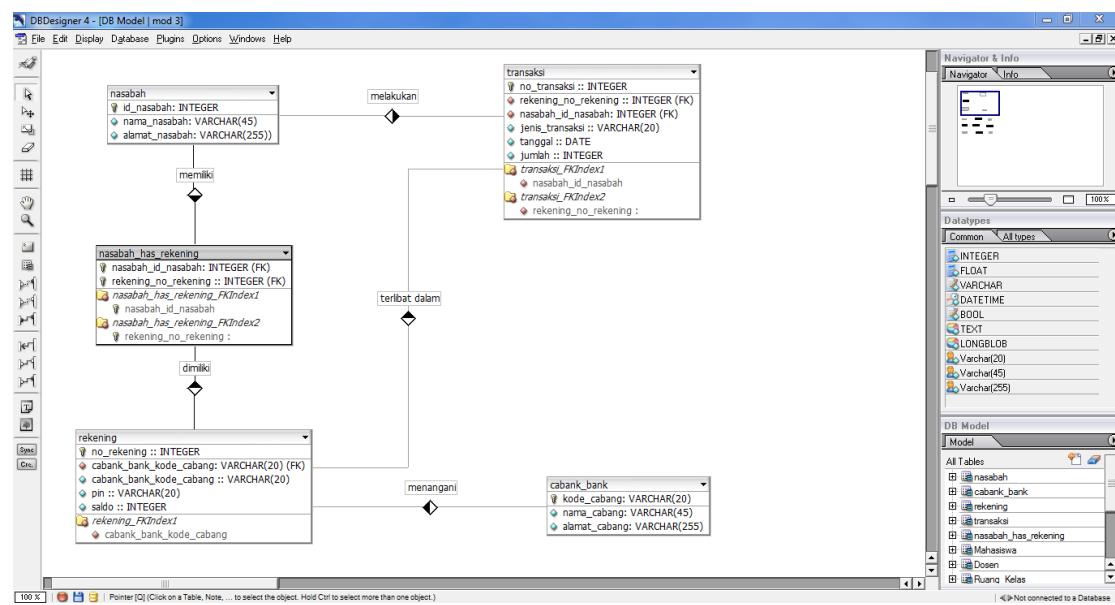 DBDesigner 4 - [DB Model | mod 3]
File Edit Display Database Plugins Options Windows Help
nasabah
id_nasabah: INTEGER
nama_nasabah: VARCHAR(45)
alamat_nasabah: VARCHAR(255))
melakukan
transaksi
no_transaksi :: INTEGER
rekening_no_rekening :: INTEGER (FK)
nasabah_id_nasabah: INTEGER (FK)
jenis_transaksi :: VARCHAR(20)
tanggal :: DATE
jumlah :: INTEGER
transaksi_FKIndex1
nasabah_id_nasabah
transaksi_FKIndex2
rekening_no_rekening :
memiliki
nasabah_has_rekening
nasabah_id_nasabah: INTEGER (FK)
rekening_no_rekening :: INTEGER (FK)
nasabah_has_rekening_FKIndex1
nasabah_id_nasabah
nasabah_has_rekening_FKIndex2
rekening_no_rekening :
terlibat dalam
dimiliki
rekening
no_rekening :: INTEGER
cabank_bank_kode_cabang: VARCHAR(20) (FK)
cabank_bank_kode_cabang :: VARCHAR(20)
pin :: VARCHAR(20)
saldo :: INTEGER
rekening_FKIndex1
cabank_bank_kode_cabang
menangani
cabank_bank
kode_cabang: VARCHAR(20)
nama_cabang: VARCHAR(45)
alamat_cabang: VARCHAR(255)
Sync
Navigator & Info
Navigator Info
100%
Datatypes
Common All types
INTEGER
FLOAT
VARCHAR
DATETIME
BOOL
TEXT
LONGBLOB
Varchar(20)
Varchar(45)
Varchar(255)
DB Model
Model
All Tables
nasabah
cabank_bank
rekening
transaksi
nasabah_has_rekening
Mahasiswa
Dosen
Ruang_Kelas
100 %
Pointer [Q] (Click on a Table, Note, ... to select the object. Hold Ctrl to select more than one object.)
Not connected to a Database